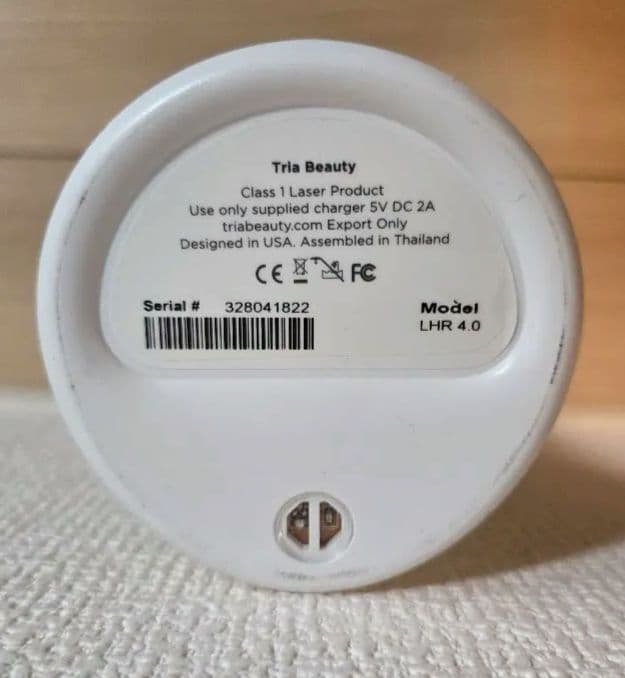 Tria Beauty
Class 1 Laser Product
Use only supplied charger 5V DC 2A
triabeauty.com Export Only
Designed in USA. Assembled in Thailand
CE FC
Serial # 328041822
Model
LHR 4.0